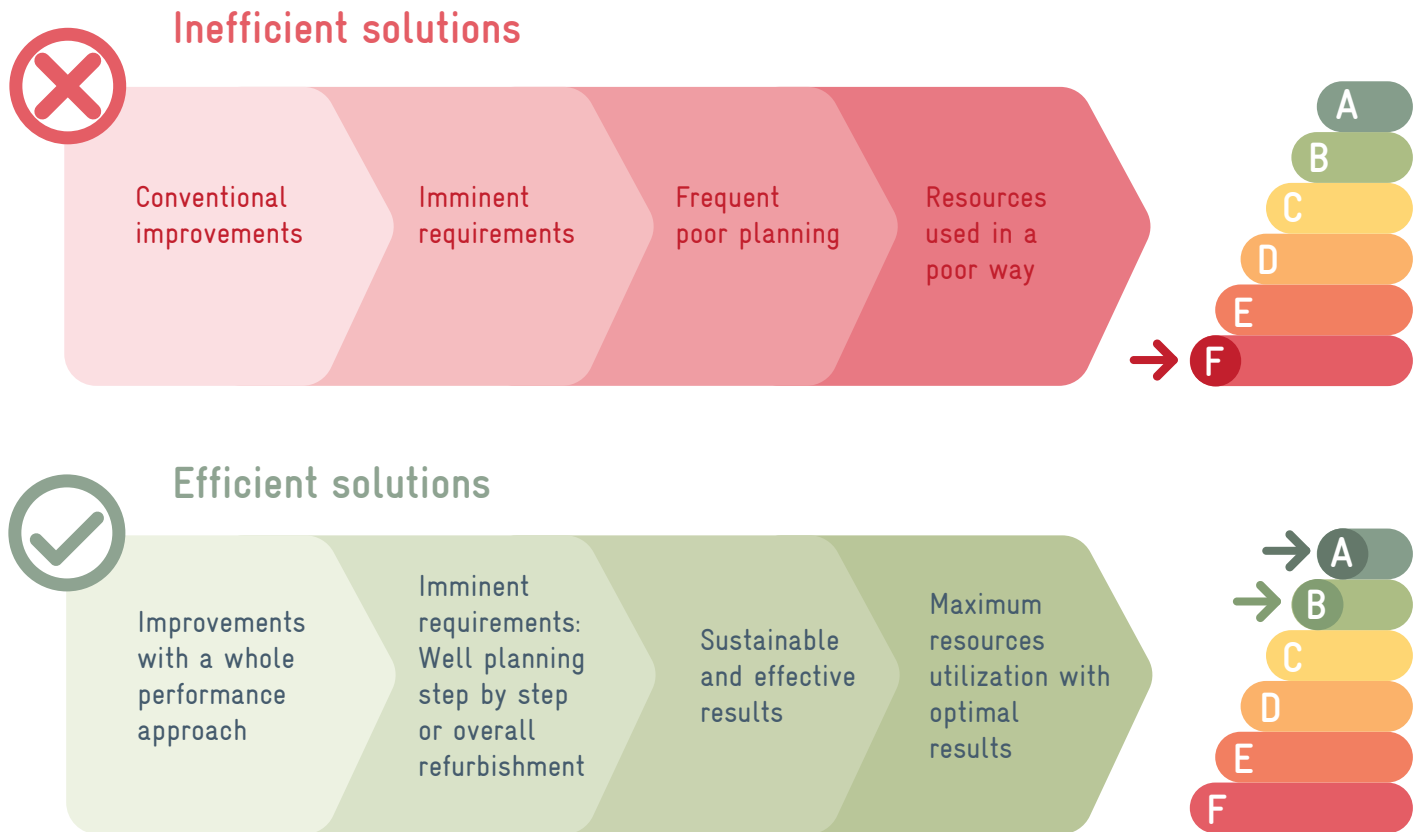 Inefficient solutions
Conventional
improvements
Imminent
requirements
Frequent
poor planning
Resources
used in a
poor way
A
B
C
D
E
F
Efficient solutions
Improvements
with a whole
performance
approach
Imminent
requirements:
Well planning
step by step
or overall
refurbishment
Sustainable
and effective
results
Maximum
resources
utilization with
optimal
results
A
B
C
D
E
F